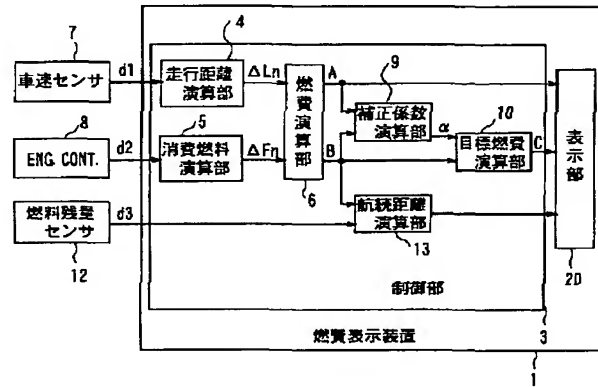 7
車速センサ
d1
4
走行距離
演算部
ΔLn
8
ENG. CONT.
d2
5
消費燃料
演算部
ΔFn
燃費演算部
6
A
B
9
補正係数
演算部
α
10
目標燃費
演算部
C
表示部
20
燃料残量
センサ
12
d3
航続距離
演算部
13
制御部
3
燃費表示装置
1